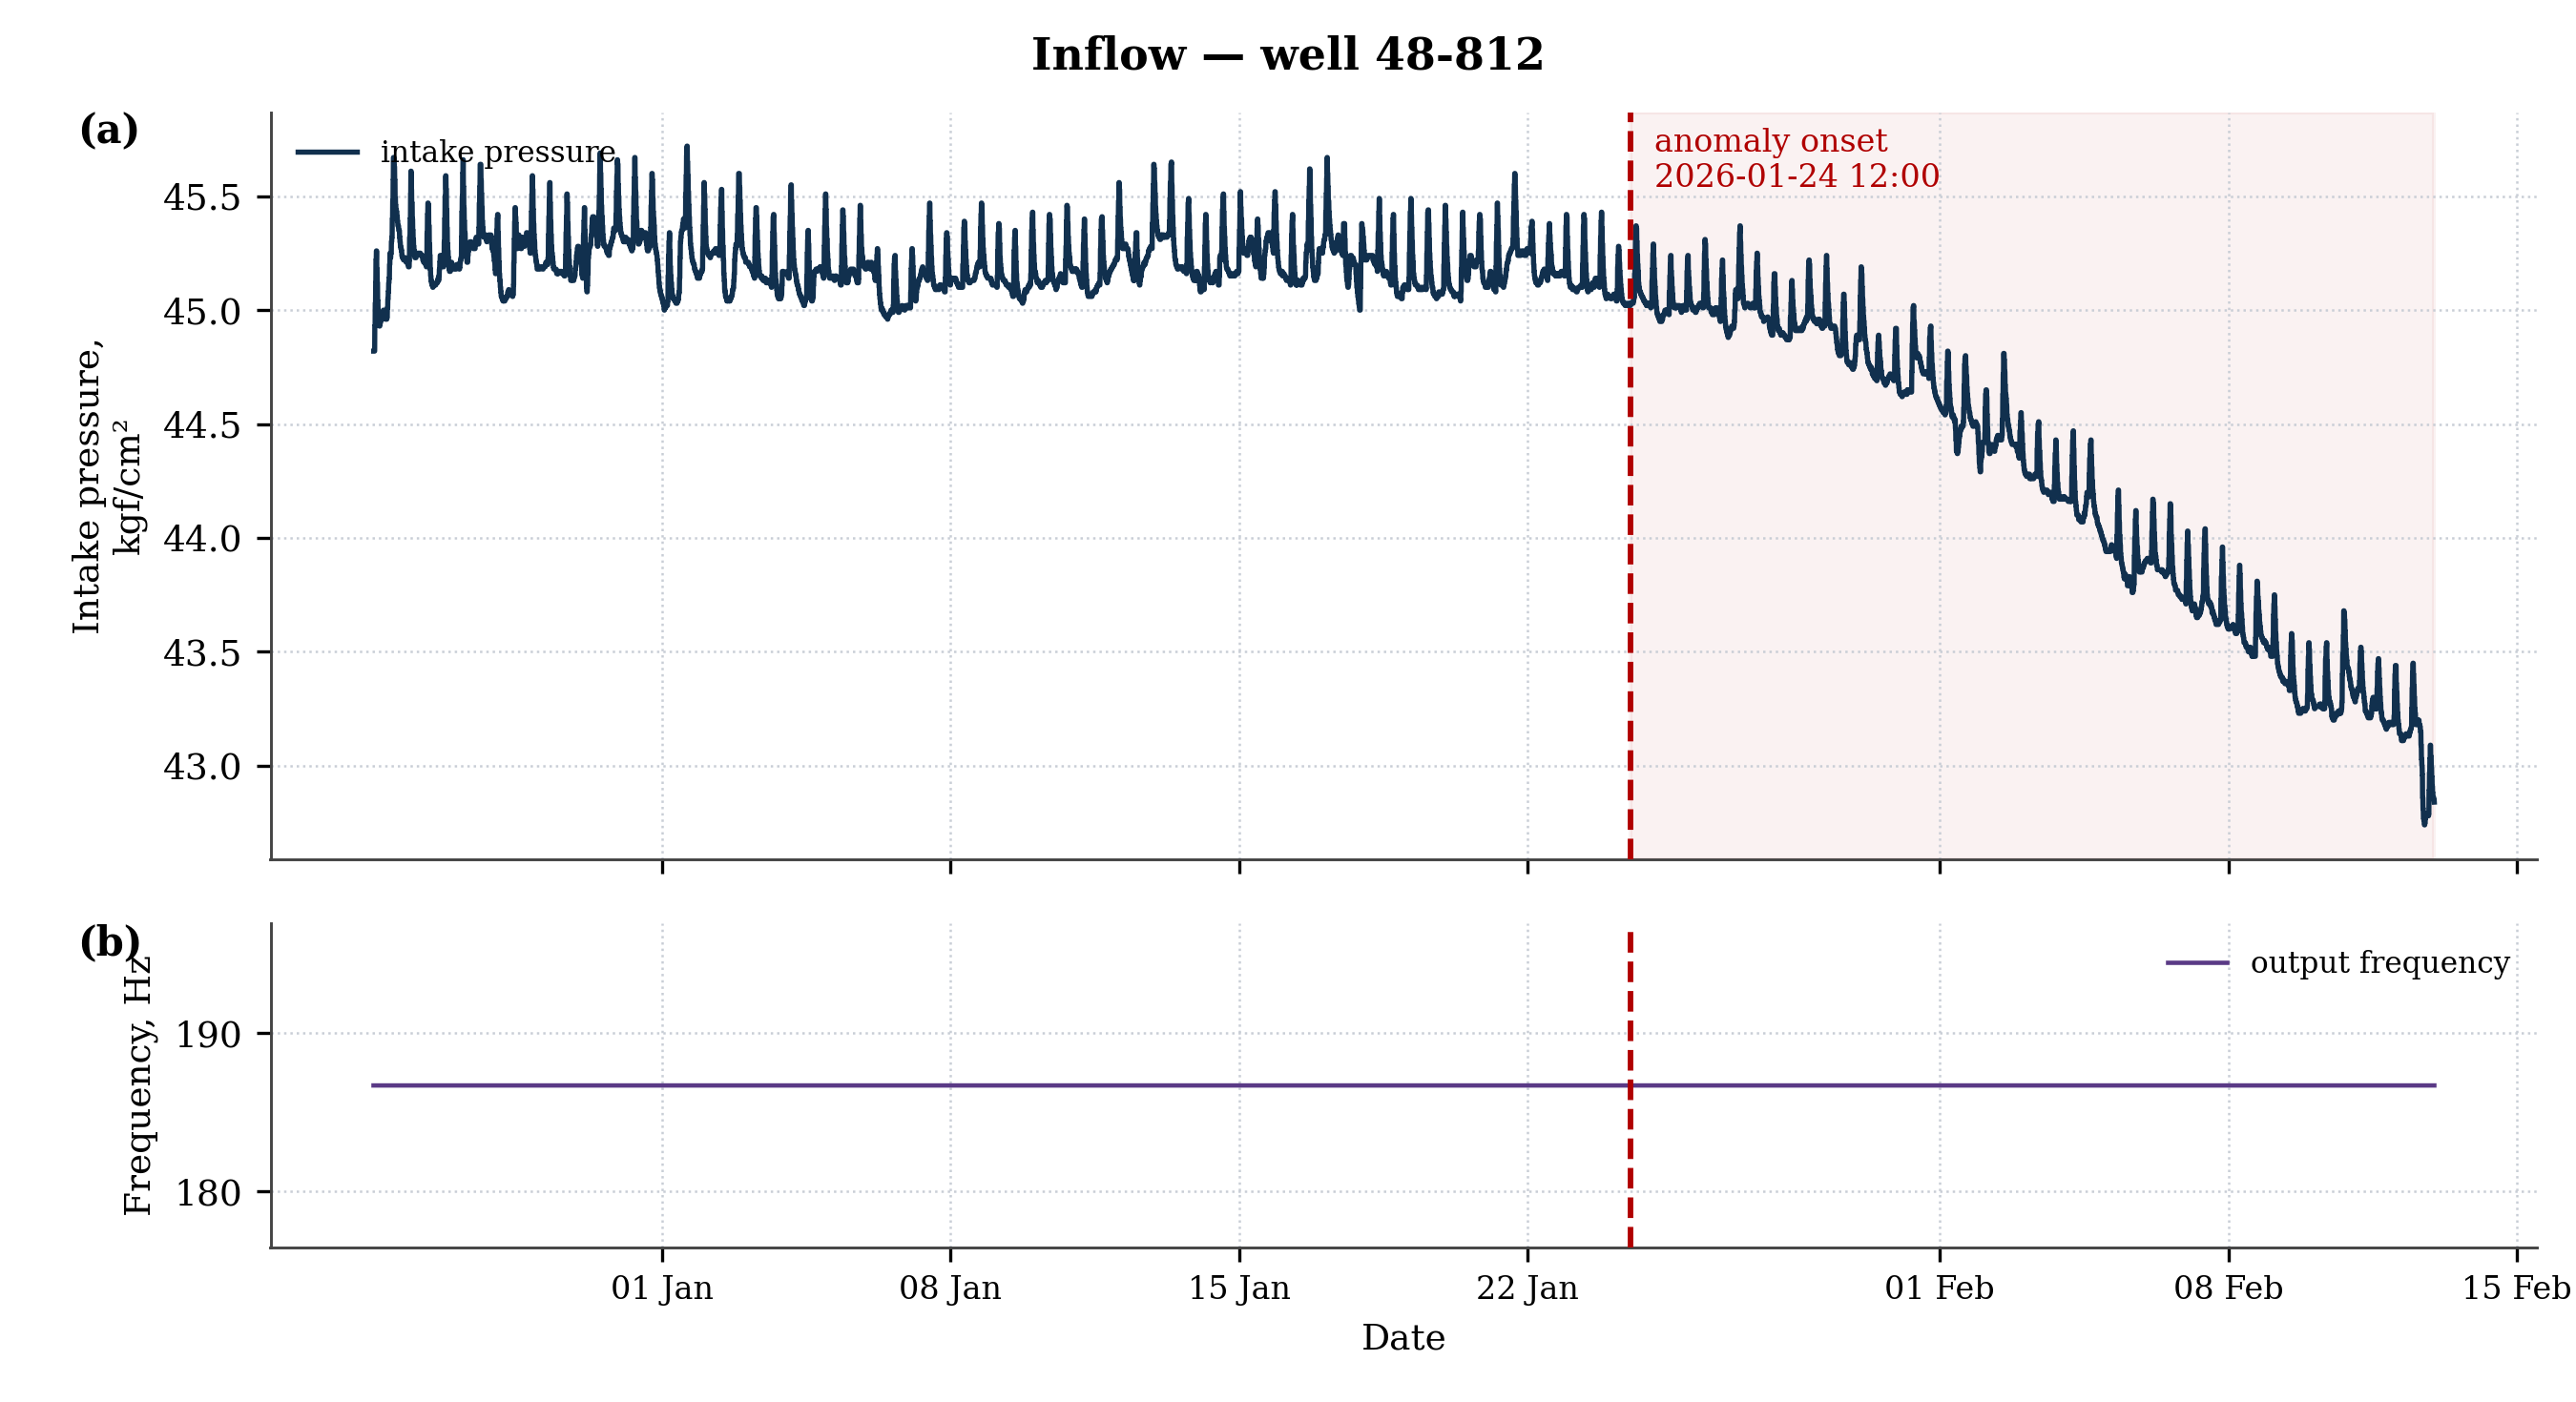 Inflow — well 48-812
(a)
intake pressure
anomaly onset
2026-01-24 12:00
Intake pressure,
kgf/cm²
45.5
45.0
44.5
44.0
43.5
43.0
(b)
output frequency
Frequency, Hz
190
180
01 Jan
08 Jan
15 Jan
22 Jan
01 Feb
08 Feb
15 Feb
Date